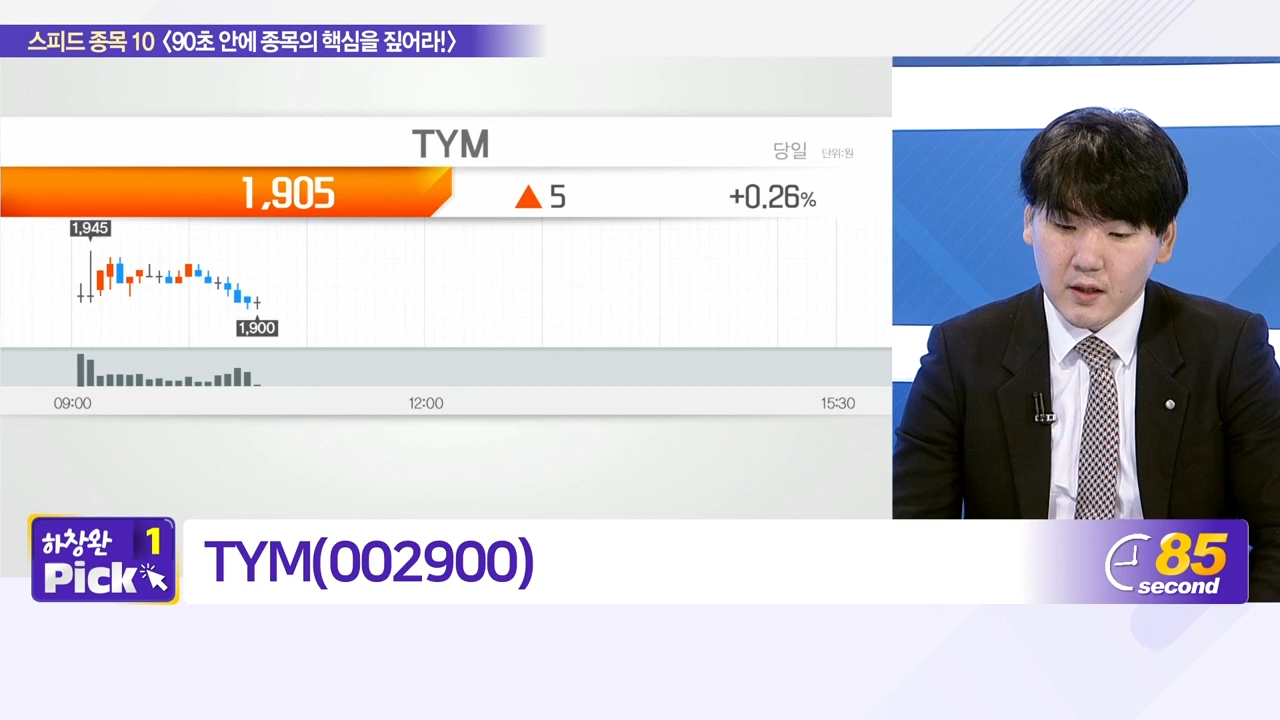 스피드 종목 10 <90초 안에 종목의 핵심을 짚어라!>
TYM
당일 단위:원
1,905 ▲ 5 +0.26%
1,945
1,900
09:00 12:00 15:30
하창완 1
Pick
TYM(002900)
85
second